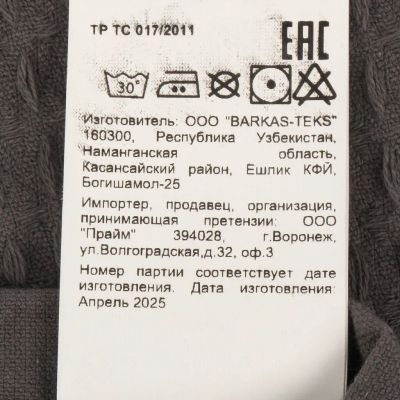 ТР ТС 017/2011
EAC
30°
Изготовитель: ООО "BARKAS-TEKS"
160300, Республика Узбекистан,
Наманганская область,
Касансайский район, Ешлик КФЙ,
Богишамол-25
Импортер, продавец, организация,
принимающая претензии: ООО
"Прайм" 394028, г.Воронеж,
ул.Волгоградская,д.32, оф.3
Номер партии соответствует дате
изготовления. Дата изготовления:
Апрель 2025